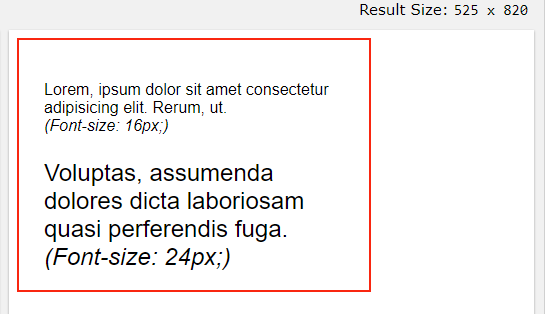 Result Size: 525 x 820
Lorem, ipsum dolor sit amet consectetur
adipisicing elit. Rerum, ut.
(Font-size: 16px;)
Voluptas, assumenda
dolores dicta laboriosam
quasi perferendis fuga.
(Font-size: 24px;)